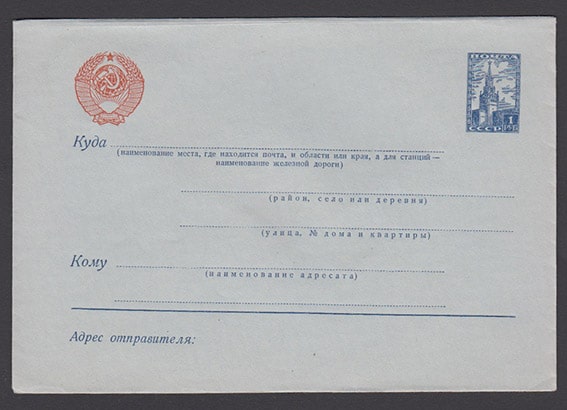 ПОЧТА
1
РУБ
СССР
Куда
(наименование места, где находится почта, и области или края, а для станций —
наименование железной дороги)
(район, село или деревня)
(улица, № дома и квартиры)
Кому
(наименование адресата)
Адрес отправителя: